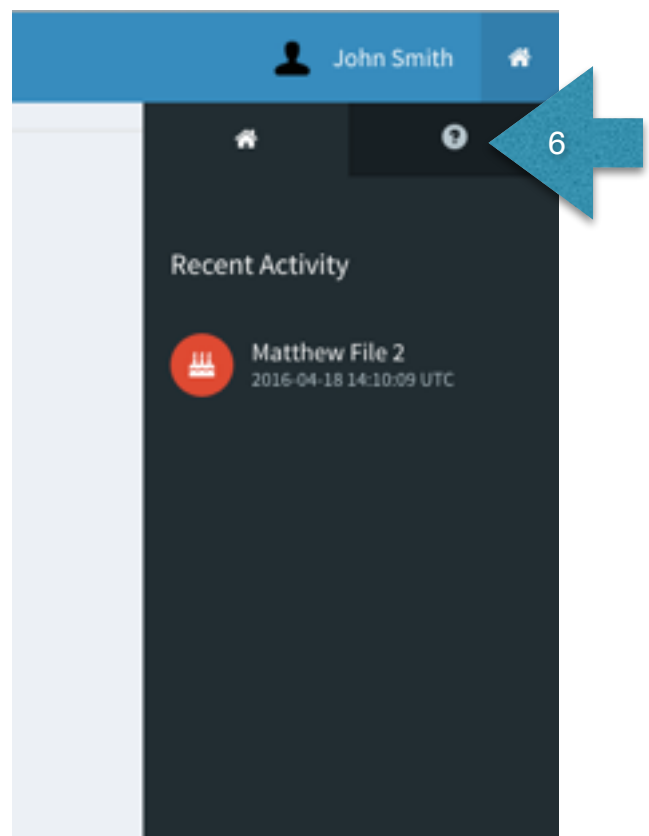 John Smith
6
Recent Activity
Matthew File 2
2016-04-18 14:10:09 UTC